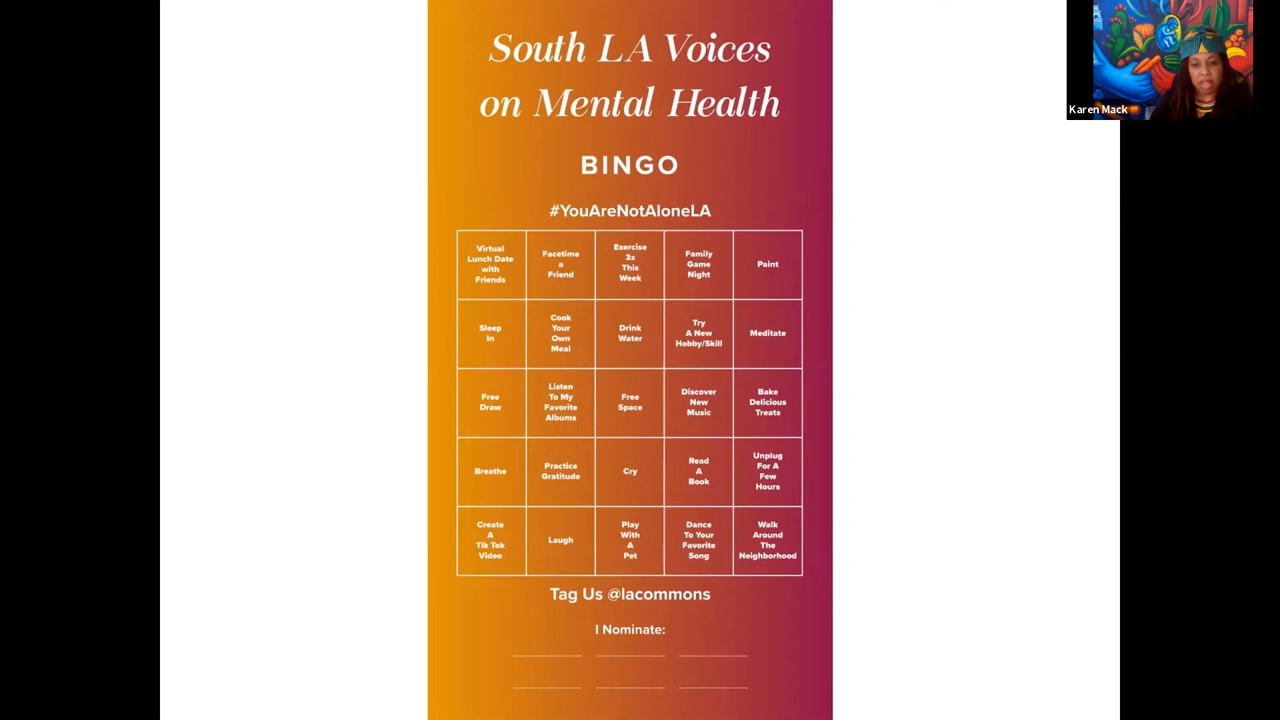 South LA Voices
on Mental Health
BINGO
#YouAreNotAloneLA
Virtual
Lunch Date
with
Friends
Facetime
a
Friend
Exercise
3x
This
Week
Family
Game
Night
Paint
Sleep
In
Cook
Your
Own
Meal
Drink
Water
Try
A New
Hobby/Skill
Meditate
Free
Draw
Listen
To My
Favorite
Albums
Free
Space
Discover
New
Music
Bake
Delicious
Treats
Breathe
Practice
Gratitude
Cry
Read
A
Book
Unplug
For A
Few
Hours
Create
A
Tik Tok
Video
Laugh
Play
With
A
Pet
Dance
To Your
Favorite
Song
Walk
Around
The
Neighborhood
Tag Us @lacommons
I Nominate:
Karen Mack